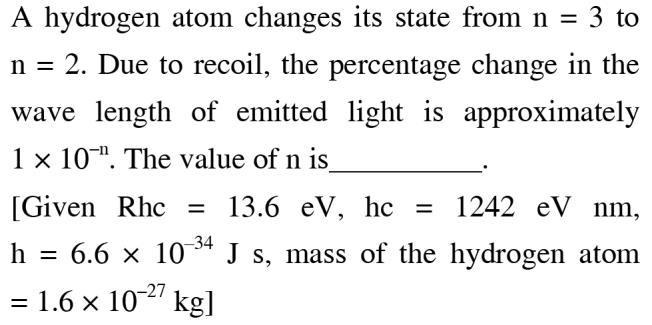 A hydrogen atom changes its state from n = 3 to
n = 2. Due to recoil, the percentage change in the
wave length of emitted light is approximately
1 × 10⁻ⁿ. The value of n is__________.
[Given Rhc = 13.6 eV, hc = 1242 eV nm,
h = 6.6 × 10⁻³⁴ J s, mass of the hydrogen atom
= 1.6 × 10⁻²⁷ kg]